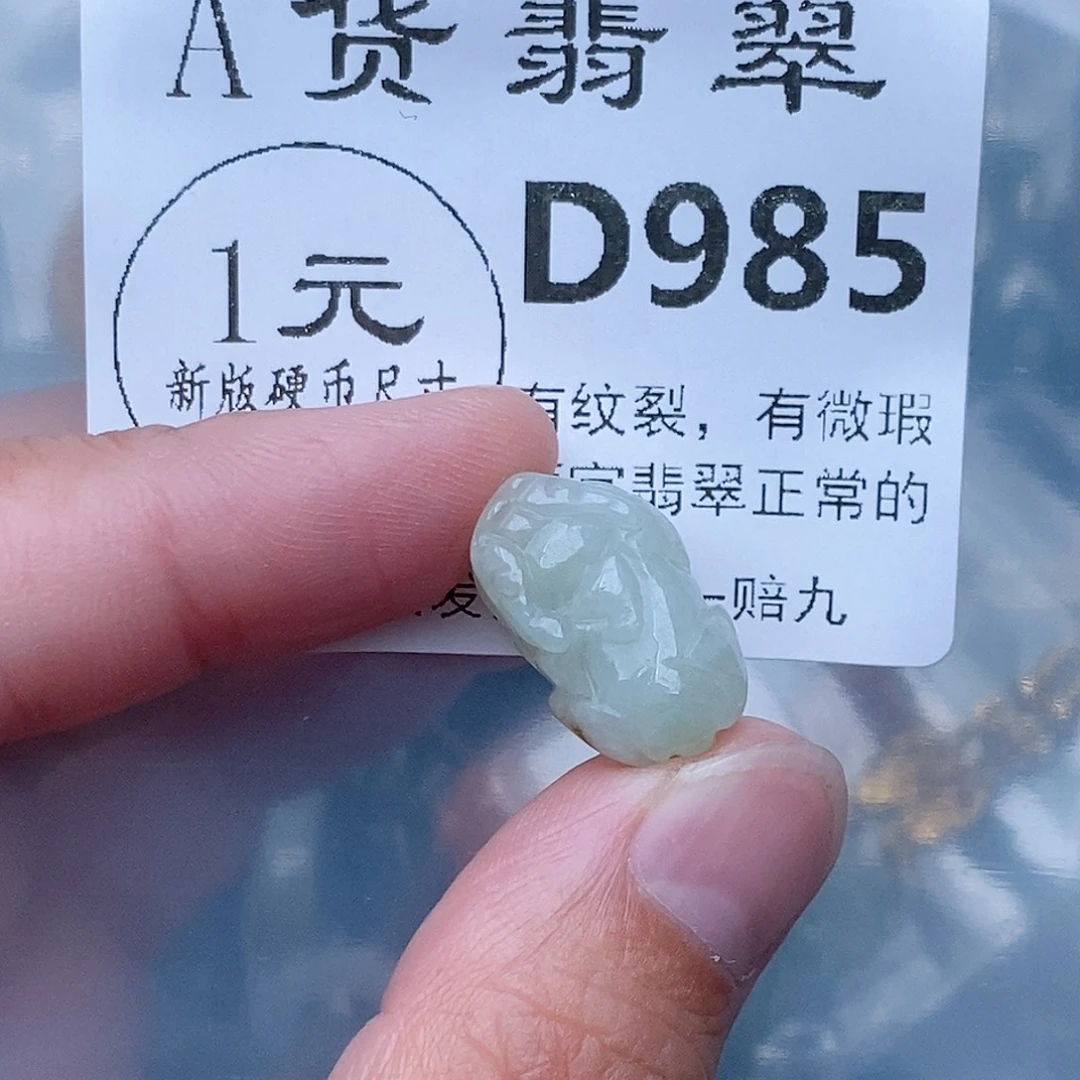 A货翡翠
D985
1元
新版硬币尺寸
有纹裂，有微瑕
翡翠正常的
一赔九